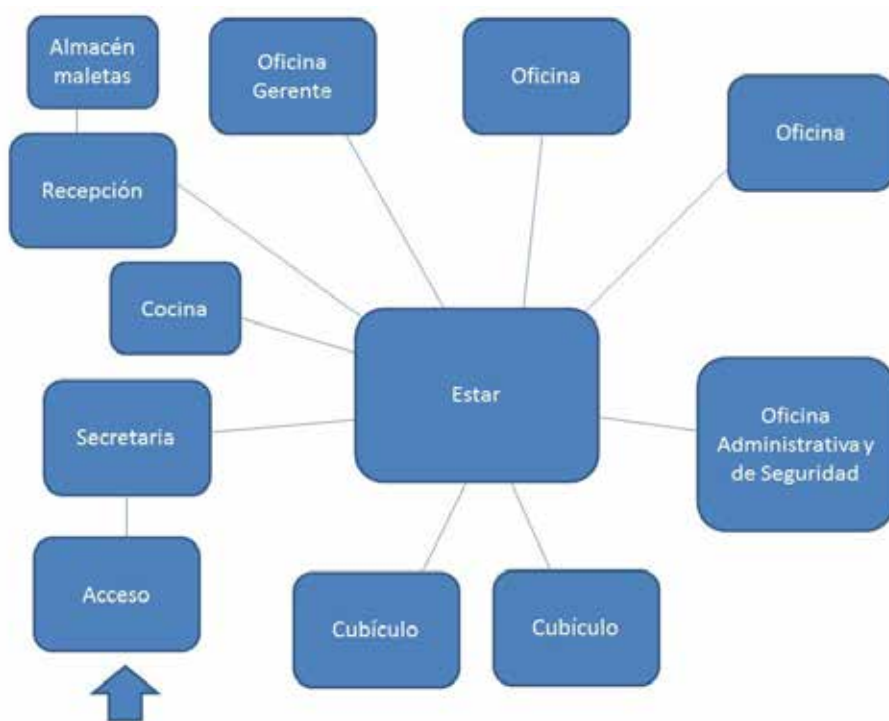 Almacén
maletas
Oficina
Gerente
Oficina
Oficina
Recepción
Cocina
Estar
Secretaria
Oficina
Administrativa y
de Seguridad
Acceso
Cubículo
Cubiculo